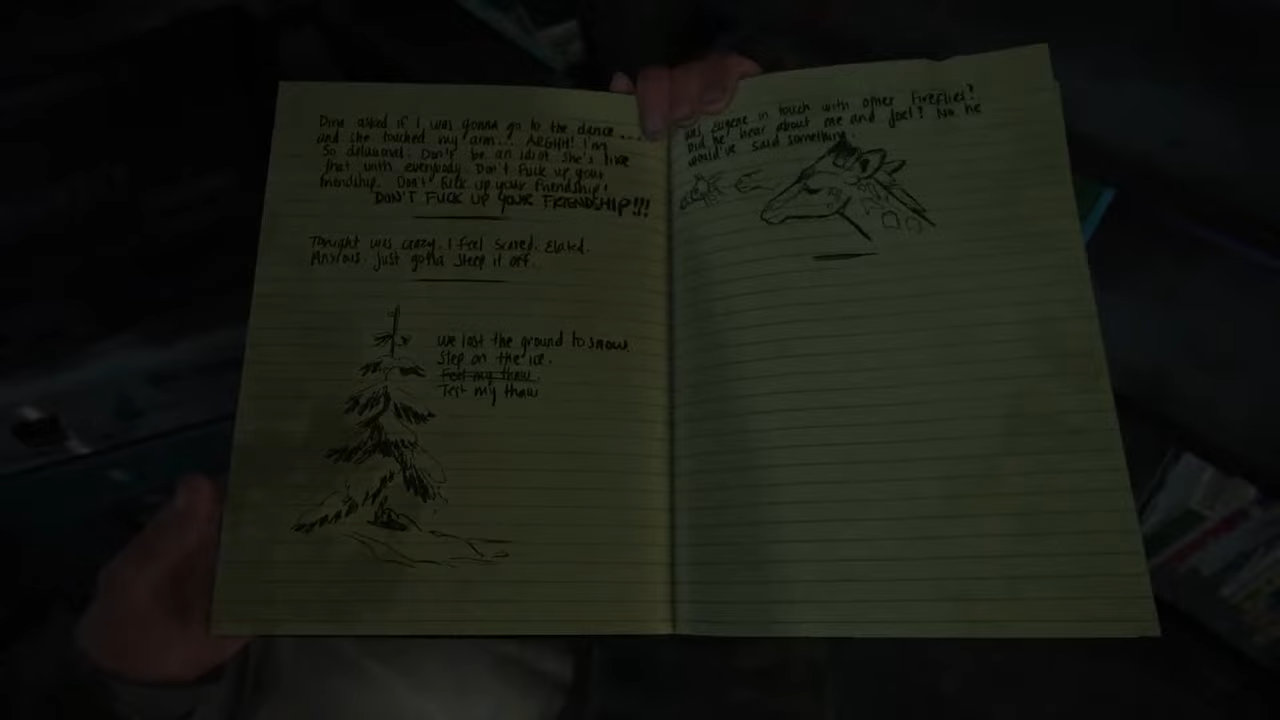 Dina asked if I was gonna go to the dance....
and she touched my arm... ARGHH! I'm
so delusional. Don't be an idiot. She's like
that with everybody. Don't fuck up your
friendship. Don't fuck up your friendship!
DON'T FUCK UP YOUR FRIENDSHIP!!!
Tonight was crazy. I feel scared. Elated.
Anxious. Just gonna sleep it off.
We lost the ground to snow.
Step on the ice.
Feel my thaw.
Test my thaw
Was Eugene in touch with other Fireflies?
Did he hear about me and Joel? No. he
would've said something.